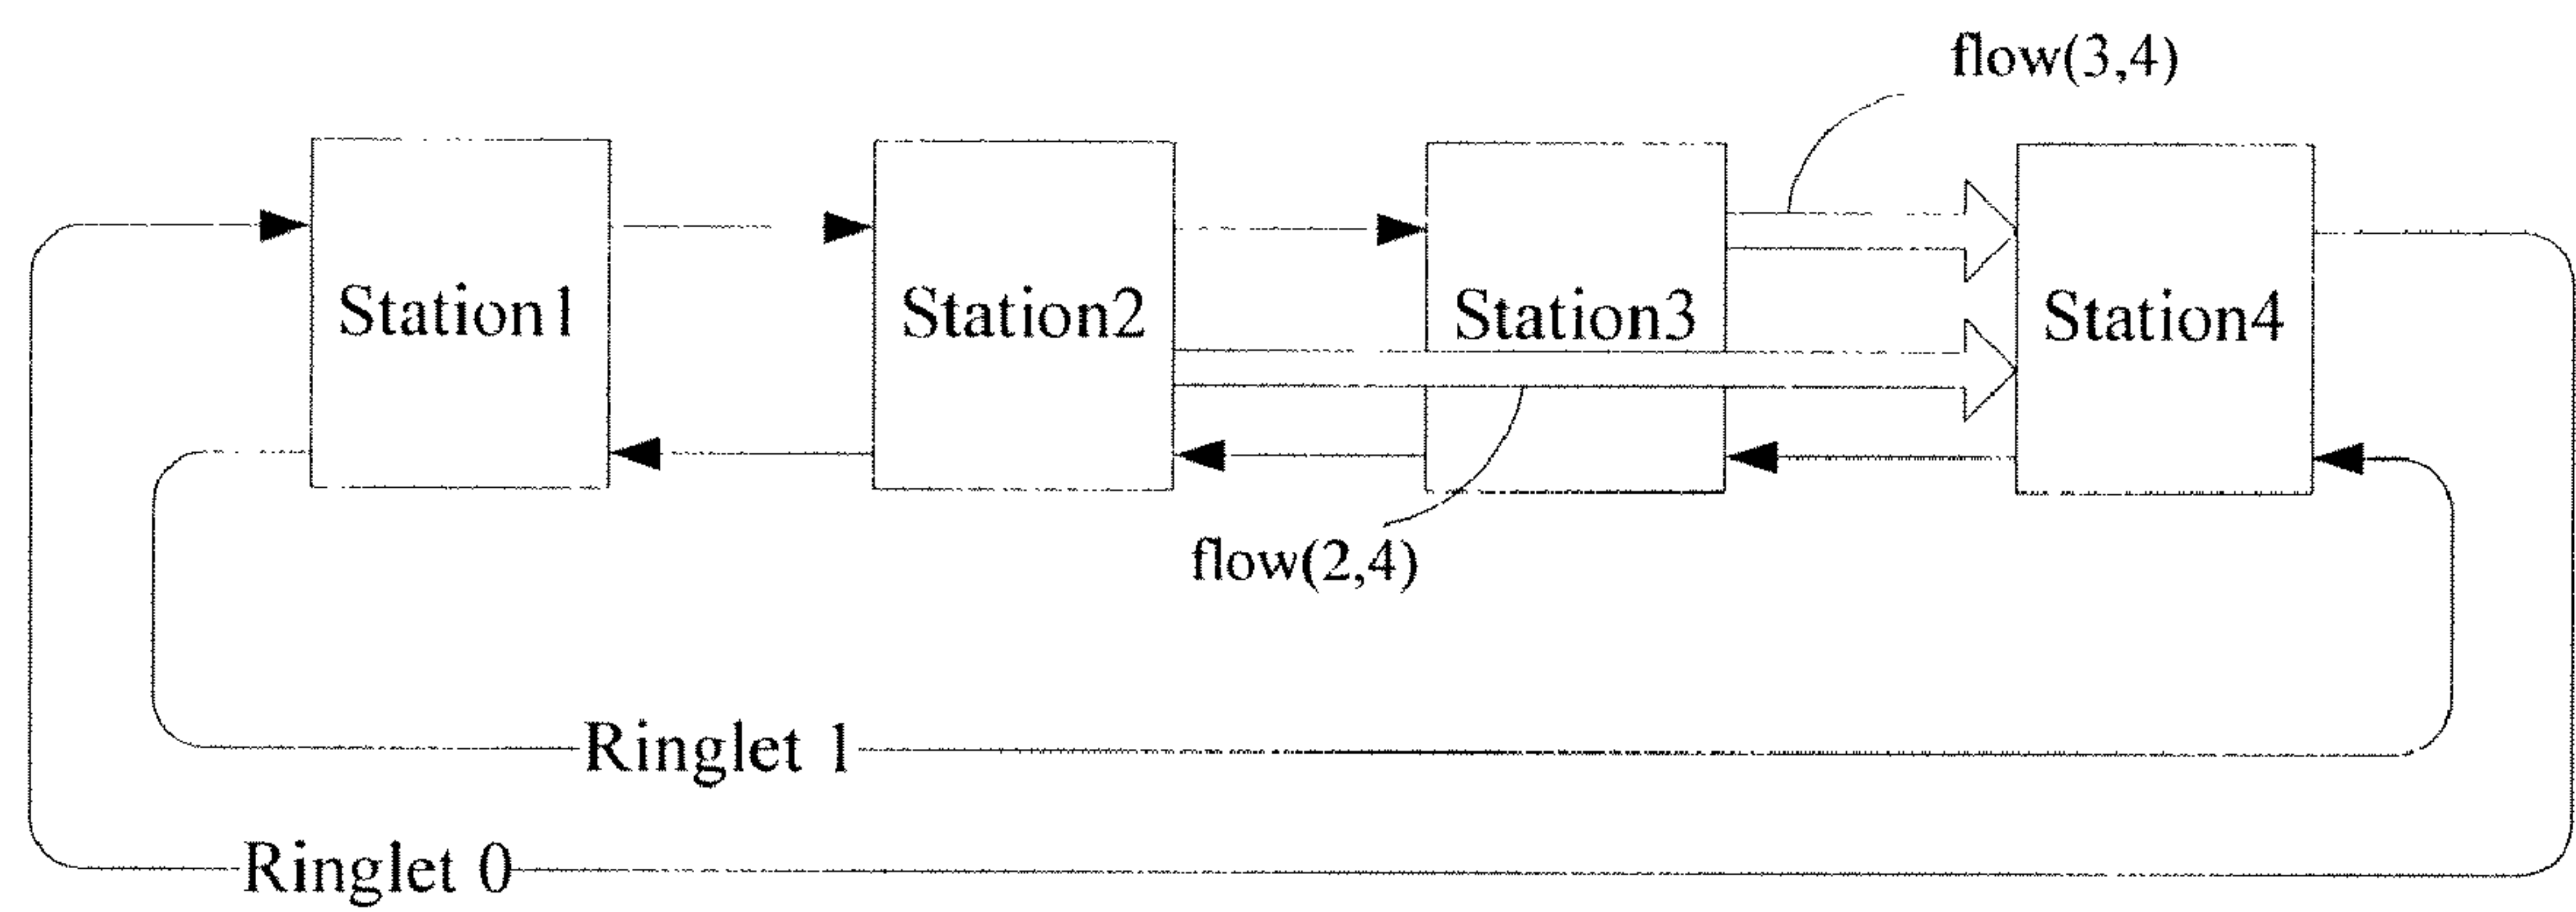 flow(3,4)
Station1
Station2
Station3
Station4
flow(2,4)
Ringlet 1
Ringlet 0